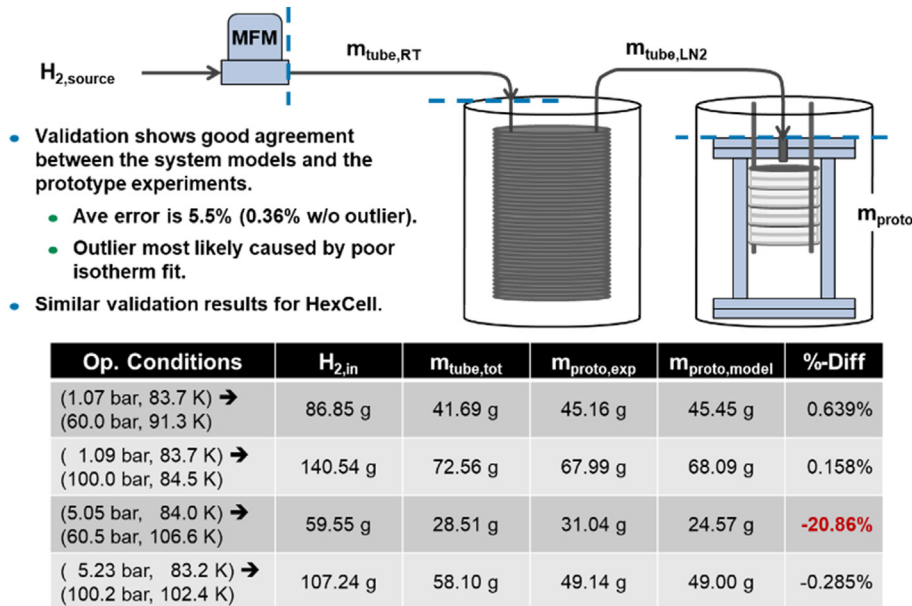 MFM
H2,source
mtube,RT
mtube,LN2
mproto
• Validation shows good agreement
between the system models and the
prototype experiments.
• Ave error is 5.5% (0.36% w/o outlier).
• Outlier most likely caused by poor
isotherm fit.
• Similar validation results for HexCell.
Op. Conditions H2,in mtube,tot mproto,exp mproto,model %-Diff
(1.07 bar, 83.7 K) ➔
(60.0 bar, 91.3 K) 86.85 g 41.69 g 45.16 g 45.45 g 0.639%
( 1.09 bar, 83.7 K) ➔
(100.0 bar, 84.5 K) 140.54 g 72.56 g 67.99 g 68.09 g 0.158%
(5.05 bar, 84.0 K) ➔
(60.5 bar, 106.6 K) 59.55 g 28.51 g 31.04 g 24.57 g -20.86%
( 5.23 bar, 83.2 K) ➔
(100.2 bar, 102.4 K) 107.24 g 58.10 g 49.14 g 49.00 g -0.285%